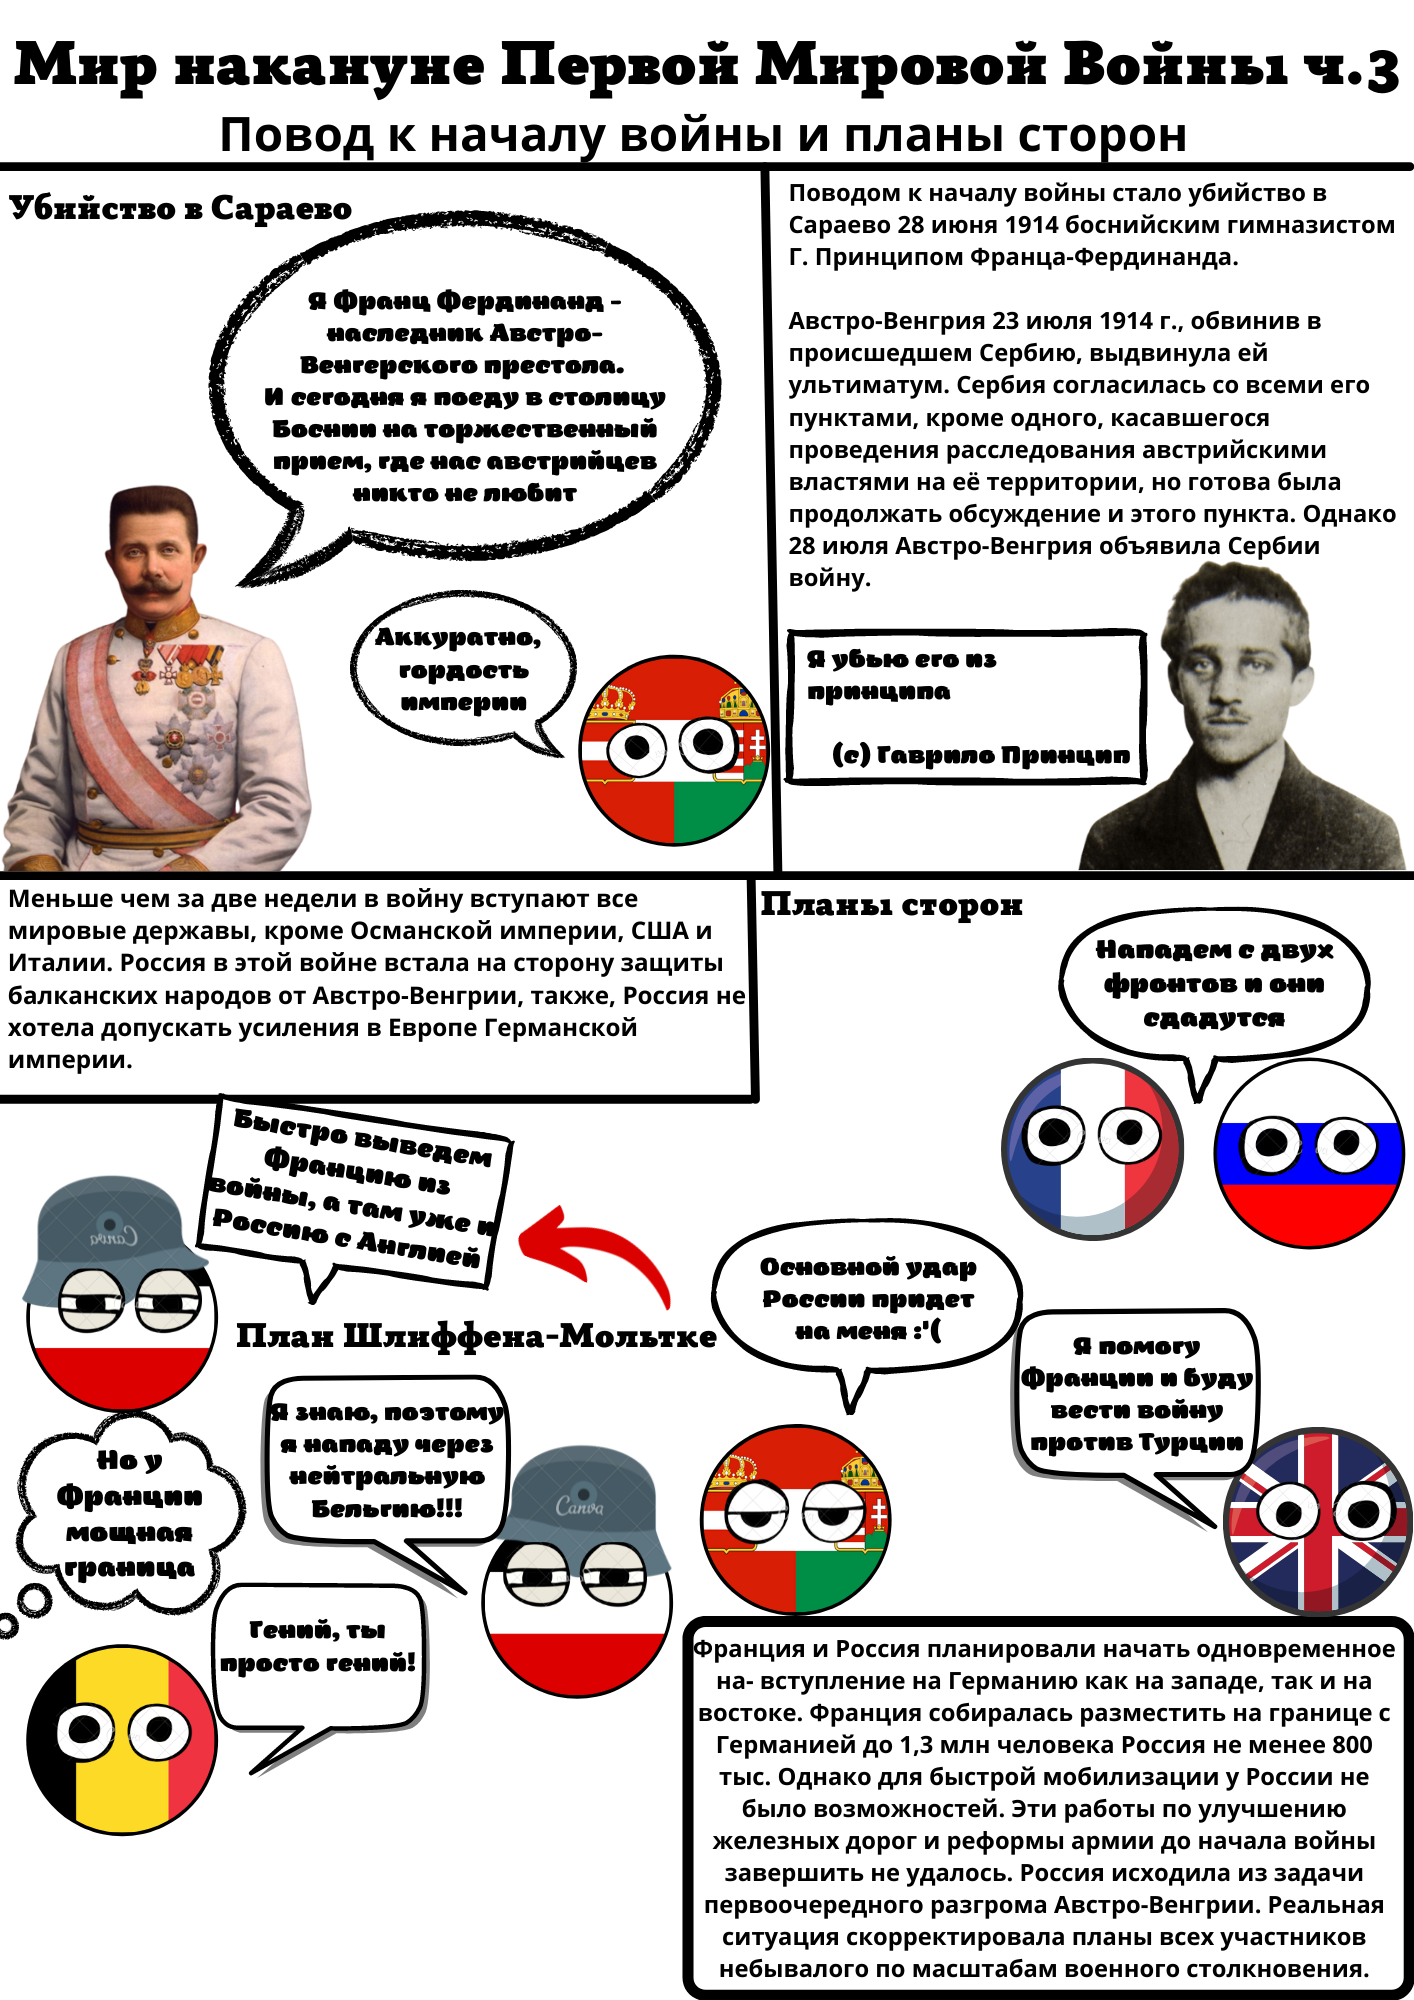 Мир накануне Первой Мировой Войны ч.3
Повод к началу войны и планы сторон
Убийство в Сараево
Я Франц Фердинанд -
наследник Австро-
Венгерского престола.
И сегодня я поеду в столицу
Боснии на торжественный
прием, где нас австрийцев
никто не любит
Аккуратно,
гордость
империи
Поводом к началу войны стало убийство в
Сараево 28 июня 1914 боснийским гимназистом
Г. Принципом Франца-Фердинанда.
Австро-Венгрия 23 июля 1914 г., обвинив в
происшедшем Сербию, выдвинула ей
ультиматум. Сербия согласилась со всеми его
пунктами, кроме одного, касавшегося
проведения расследования австрийскими
властями на её территории, но готова была
продолжать обсуждение и этого пункта. Однако
28 июля Австро-Венгрия объявила Сербии
войну.
Я убью его из
принципа
(с) Гаврило Принцип
Меньше чем за две недели в войну вступают все
мировые державы, кроме Османской империи, США и
Италии. Россия в этой войне встала на сторону защиты
балканских народов от Австро-Венгрии, также, Россия не
хотела допускать усиления в Европе Германской
империи.
Планы сторон
Нападем с двух
фронтов и они
сдадутся
Быстро выведем
Францию из
войны, а там уже и
Россию с Англией
Canva
План Шлиффена-Мольтке
Основной удар
России придет
на меня :'(
Я помогу
Франции и буду
вести войну
против Турции
Я знаю, поэтому
я нападу через
нейтральную
Бельгию!!!
Canva
Но у
Франции
мощная
граница
Гений, ты
просто гений!
Франция и Россия планировали начать одновременное
на- вступление на Германию как на западе, так и на
востоке. Франция собиралась разместить на границе с
Германией до 1,3 млн человека Россия не менее 800
тыс. Однако для быстрой мобилизации у России не
было возможностей. Эти работы по улучшению
железных дорог и реформы армии до начала войны
завершить не удалось. Россия исходила из задачи
первоочередного разгрома Австро-Венгрии. Реальная
ситуация скорректировала планы всех участников
небывалого по масштабам военного столкновения.